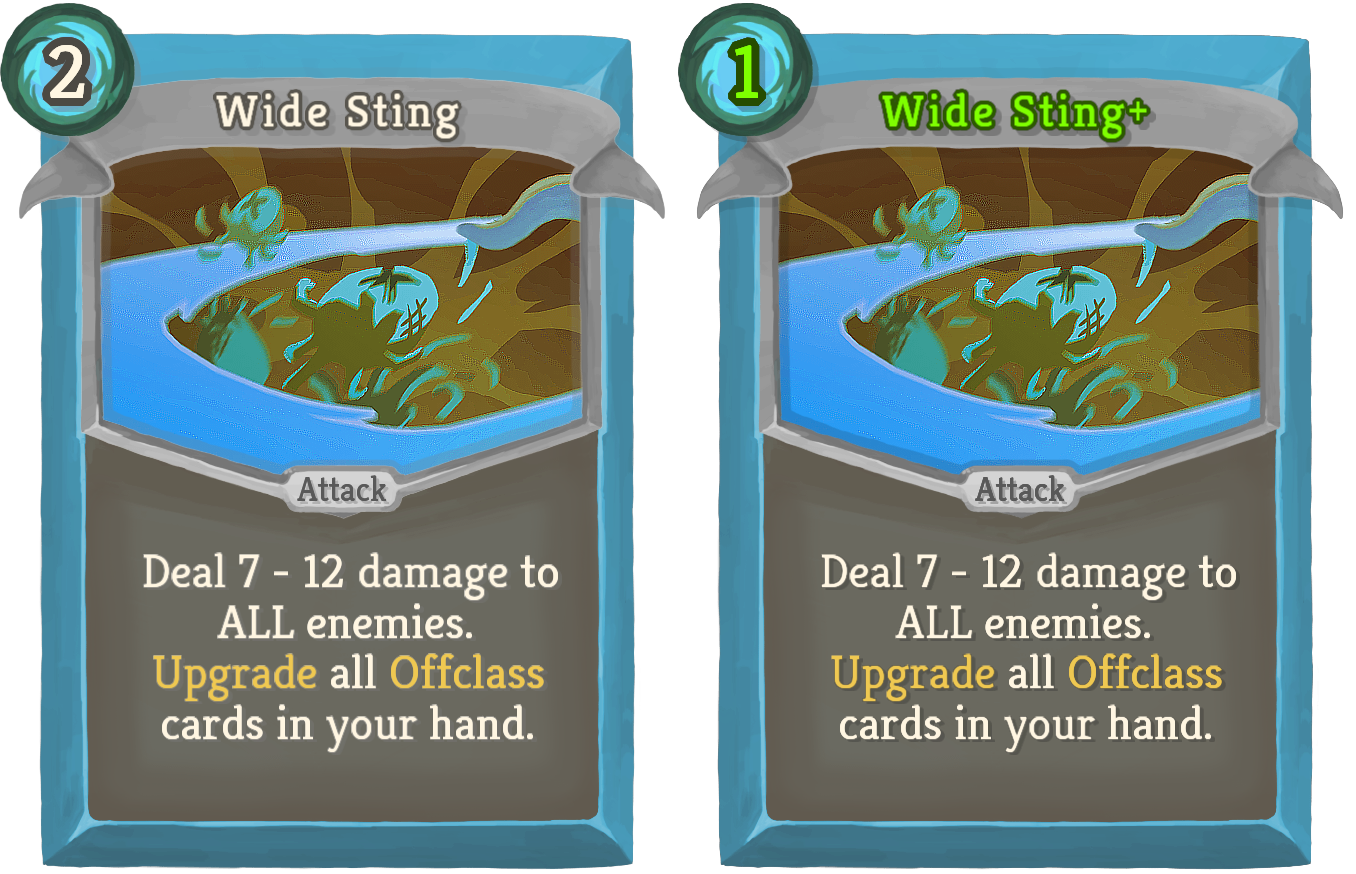 2
Wide Sting
Attack
Deal 7 - 12 damage to
ALL enemies.
Upgrade all Offclass
cards in your hand.
1
Wide Sting+
Attack
Deal 7 - 12 damage to
ALL enemies.
Upgrade all Offclass
cards in your hand.